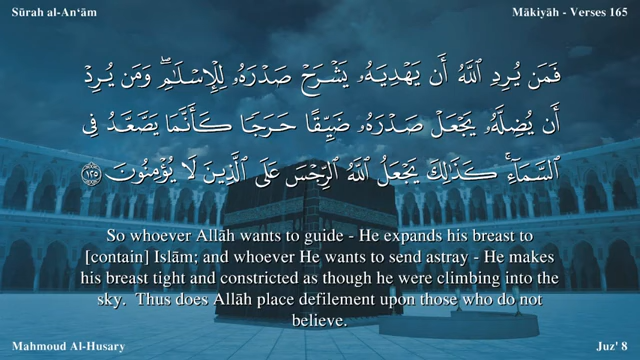 Sūrah al-An‘ām
Mākiyāh - Verses 165
فَمَن يُرِدِ ٱللَّهُ أَن يَهْدِيَهُۥ يَشْرَحْ صَدْرَهُۥ لِلْإِسْلَـٰمِ ۖ وَمَن يُرِدْ
أَن يُضِلَّهُۥ يَجْعَلْ صَدْرَهُۥ ضَيِّقًا حَرَجًا كَأَنَّمَا يَصَّعَّدُ فِى
ٱلسَّمَآءِ ۚ كَذَٰلِكَ يَجْعَلُ ٱللَّهُ ٱلرِّجْسَ عَلَى ٱلَّذِينَ لَا يُؤْمِنُونَ ١٢٥
So whoever Allāh wants to guide - He expands his breast to
[contain] Islām; and whoever He wants to send astray - He makes
his breast tight and constricted as though he were climbing into the
sky. Thus does Allāh place defilement upon those who do not
believe.
Mahmoud Al-Husary
Juz' 8